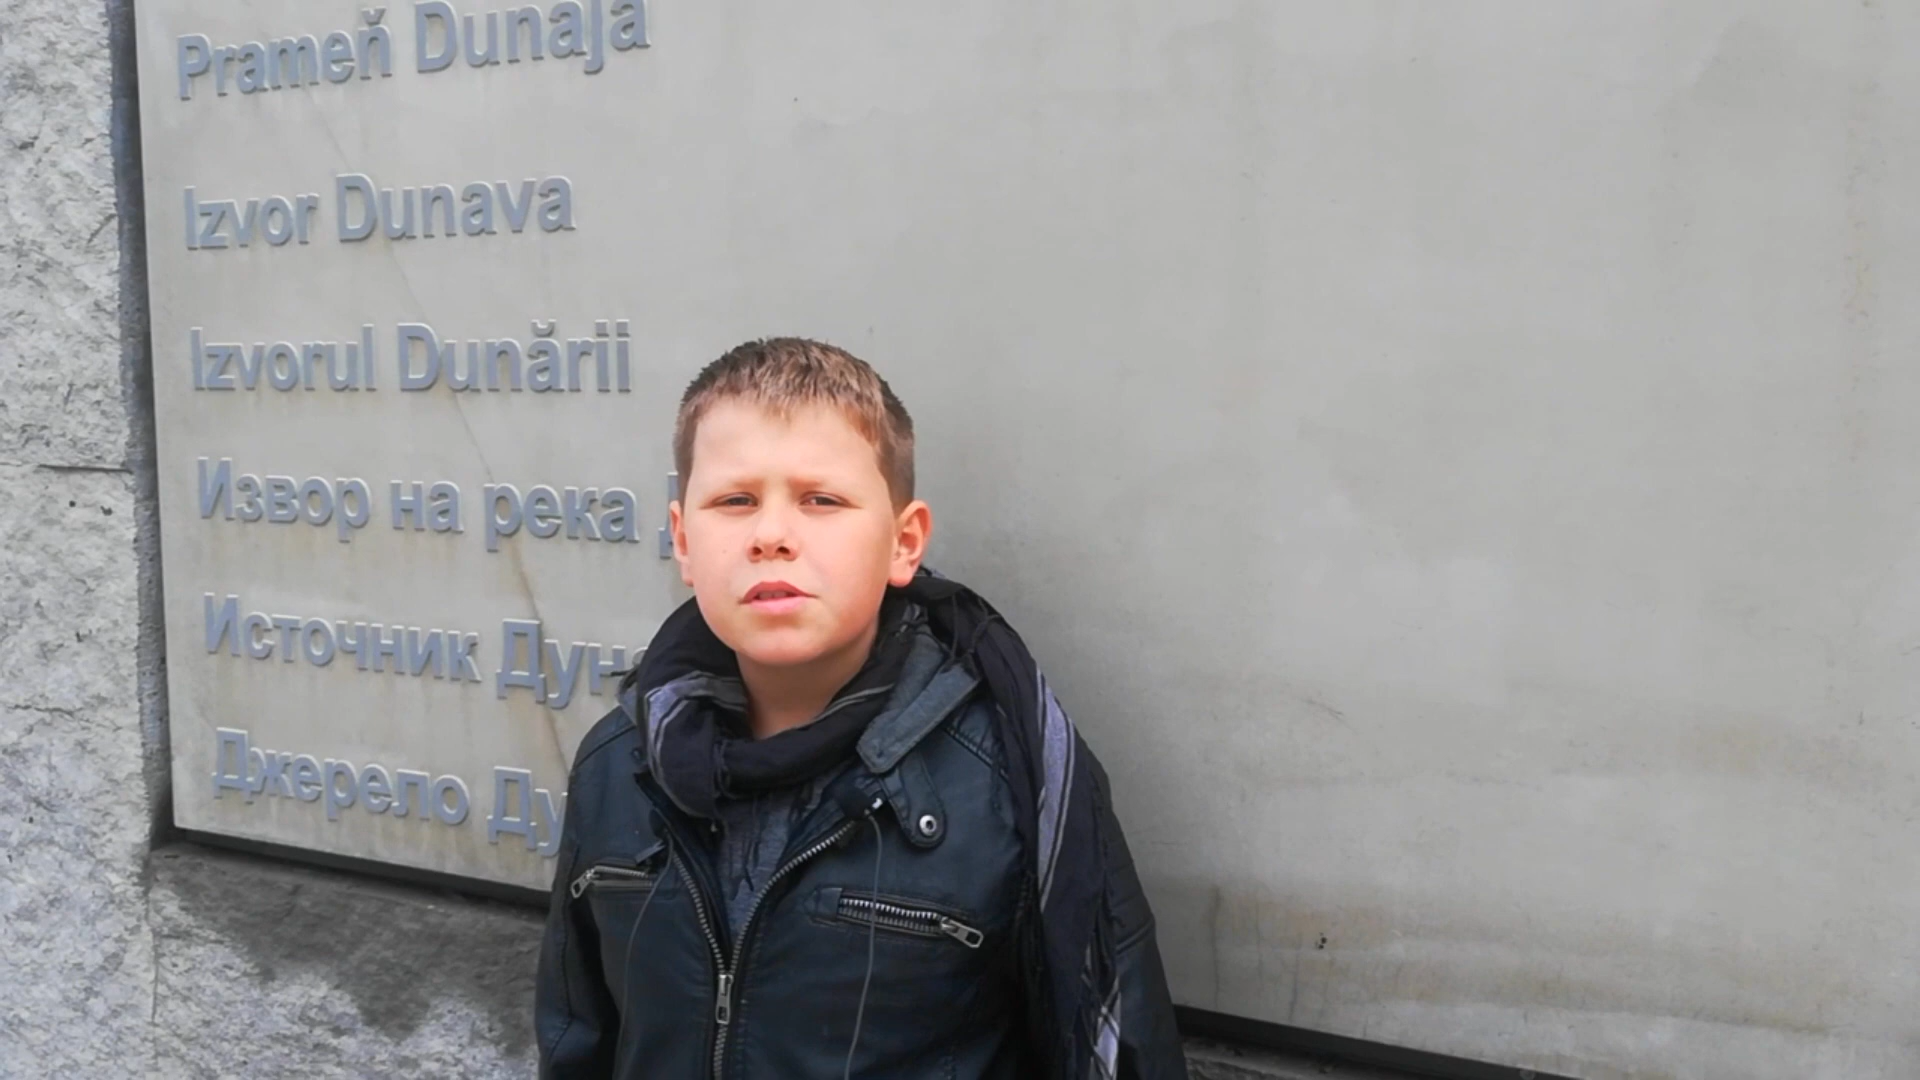 Prameň Dunaja
Izvor Dunava
Izvorul Dunării
Извор на река
Источник
Джерело